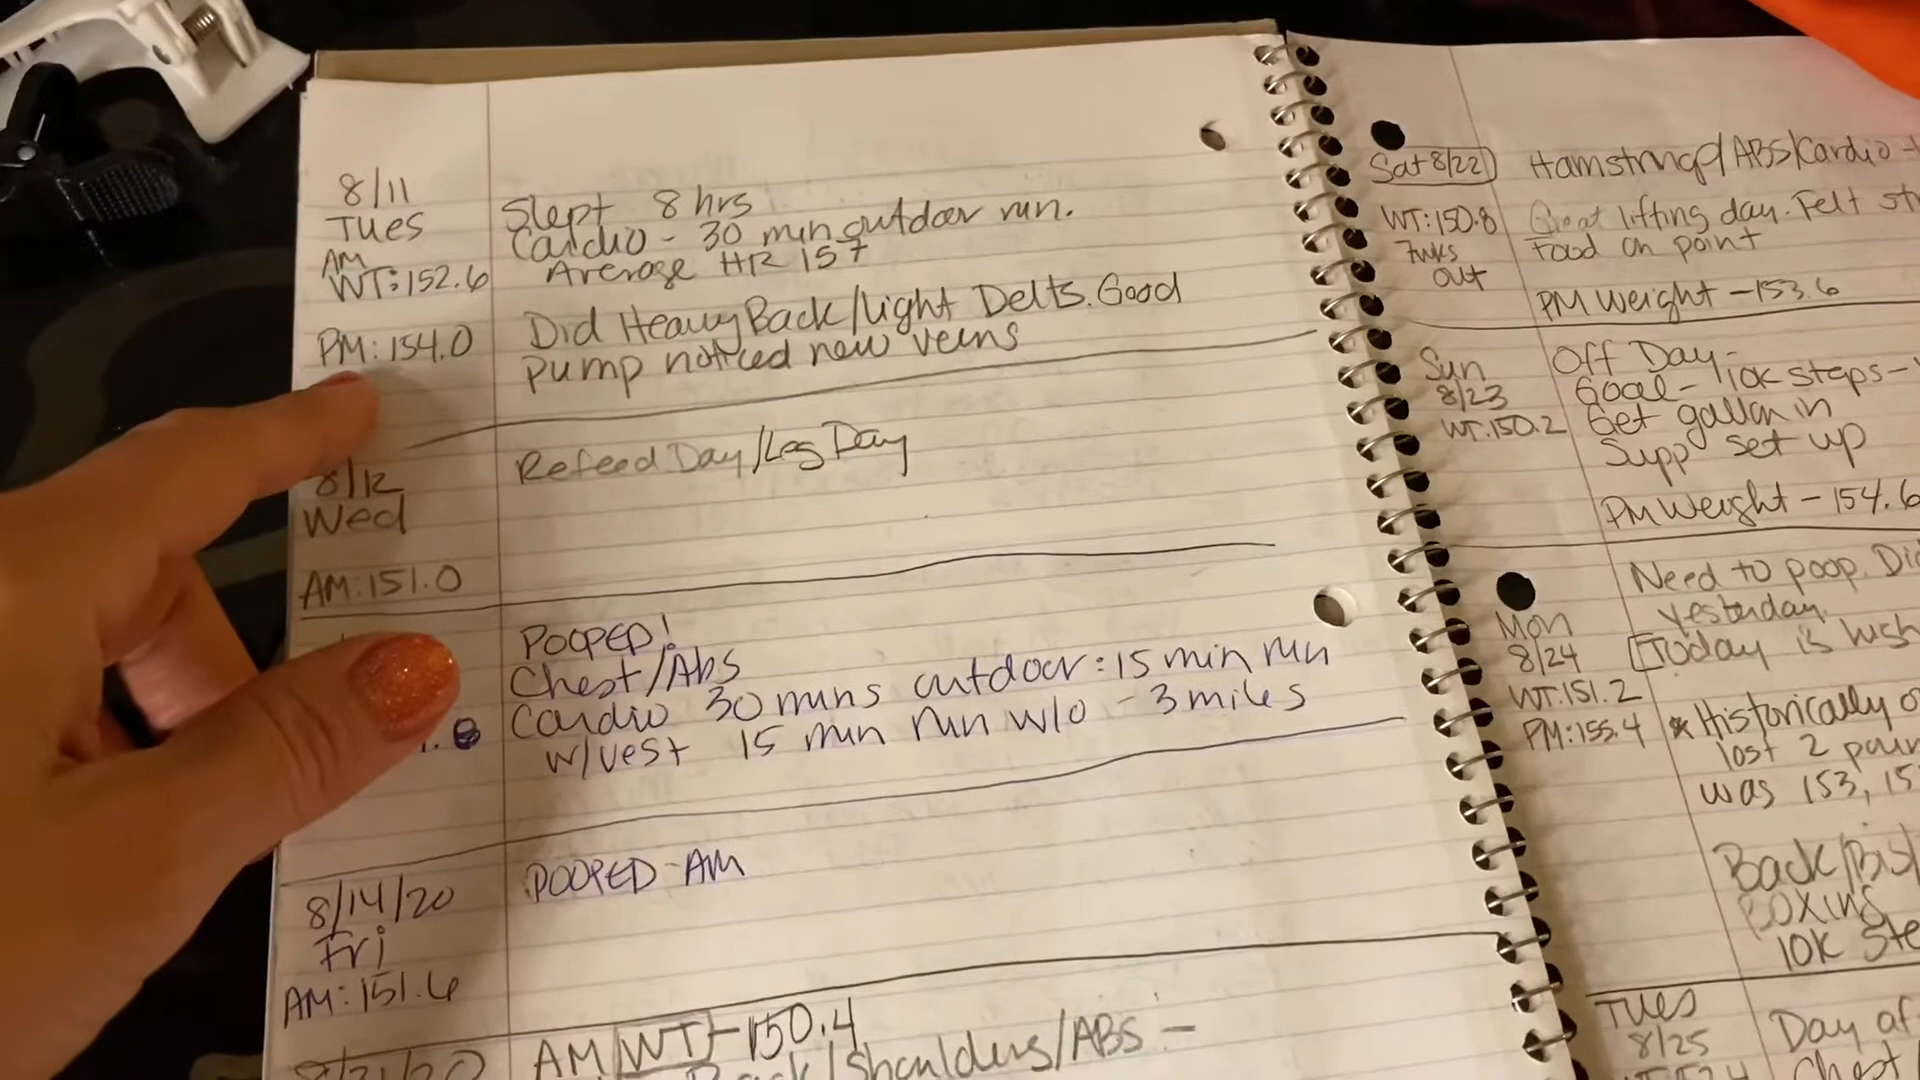 8/11
TUES
AM
WT: 152.6
PM: 154.0
Slept 8 hrs
Cardio - 30 min outdoor run.
Average HR 157
Did Heavy Back/Light Delts. Good
pump noticed new veins
8/12
Wed
AM: 151.0
Refeed Day/Leg Day
POOPED!
Chest/Abs
Cardio 30 mins outdoor: 15 min run
w/vest 15 min run w/o - 3 miles
8/14/20
Fri
AM: 151.6
POOPED - AM
8/21/20
AM WT - 150.4
Back/Shoulders/ABS -
Sat 8/22
WT: 150.8
7wks
out
Hamstring/ABS/Cardio
Great lifting day. Felt
Food on point
PM Weight - 153.6
Sun
8/23
WT. 150.2
Off Day -
Goal - 10K steps -
Get gallon in
Supp set up
PM Weight - 154.6
Mon
8/24
WT. 151.2
PM: 155.4
Need to poop.
yesterday.
Today is
* Historically
lost 2
was 153,
Back/Bis/
BOXING
10K
TUES
8/25
Day
Chest